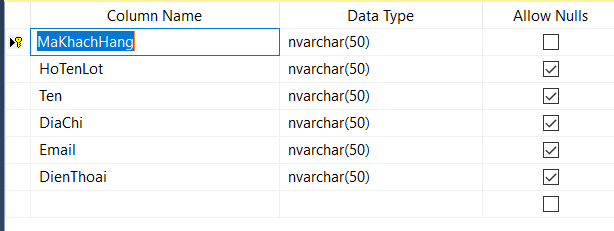 Column Name Data Type Allow Nulls
MaKhachHang nvarchar(50)
HoTenLot nvarchar(50)
Ten nvarchar(50)
DiaChi nvarchar(50)
Email nvarchar(50)
DienThoai nvarchar(50)